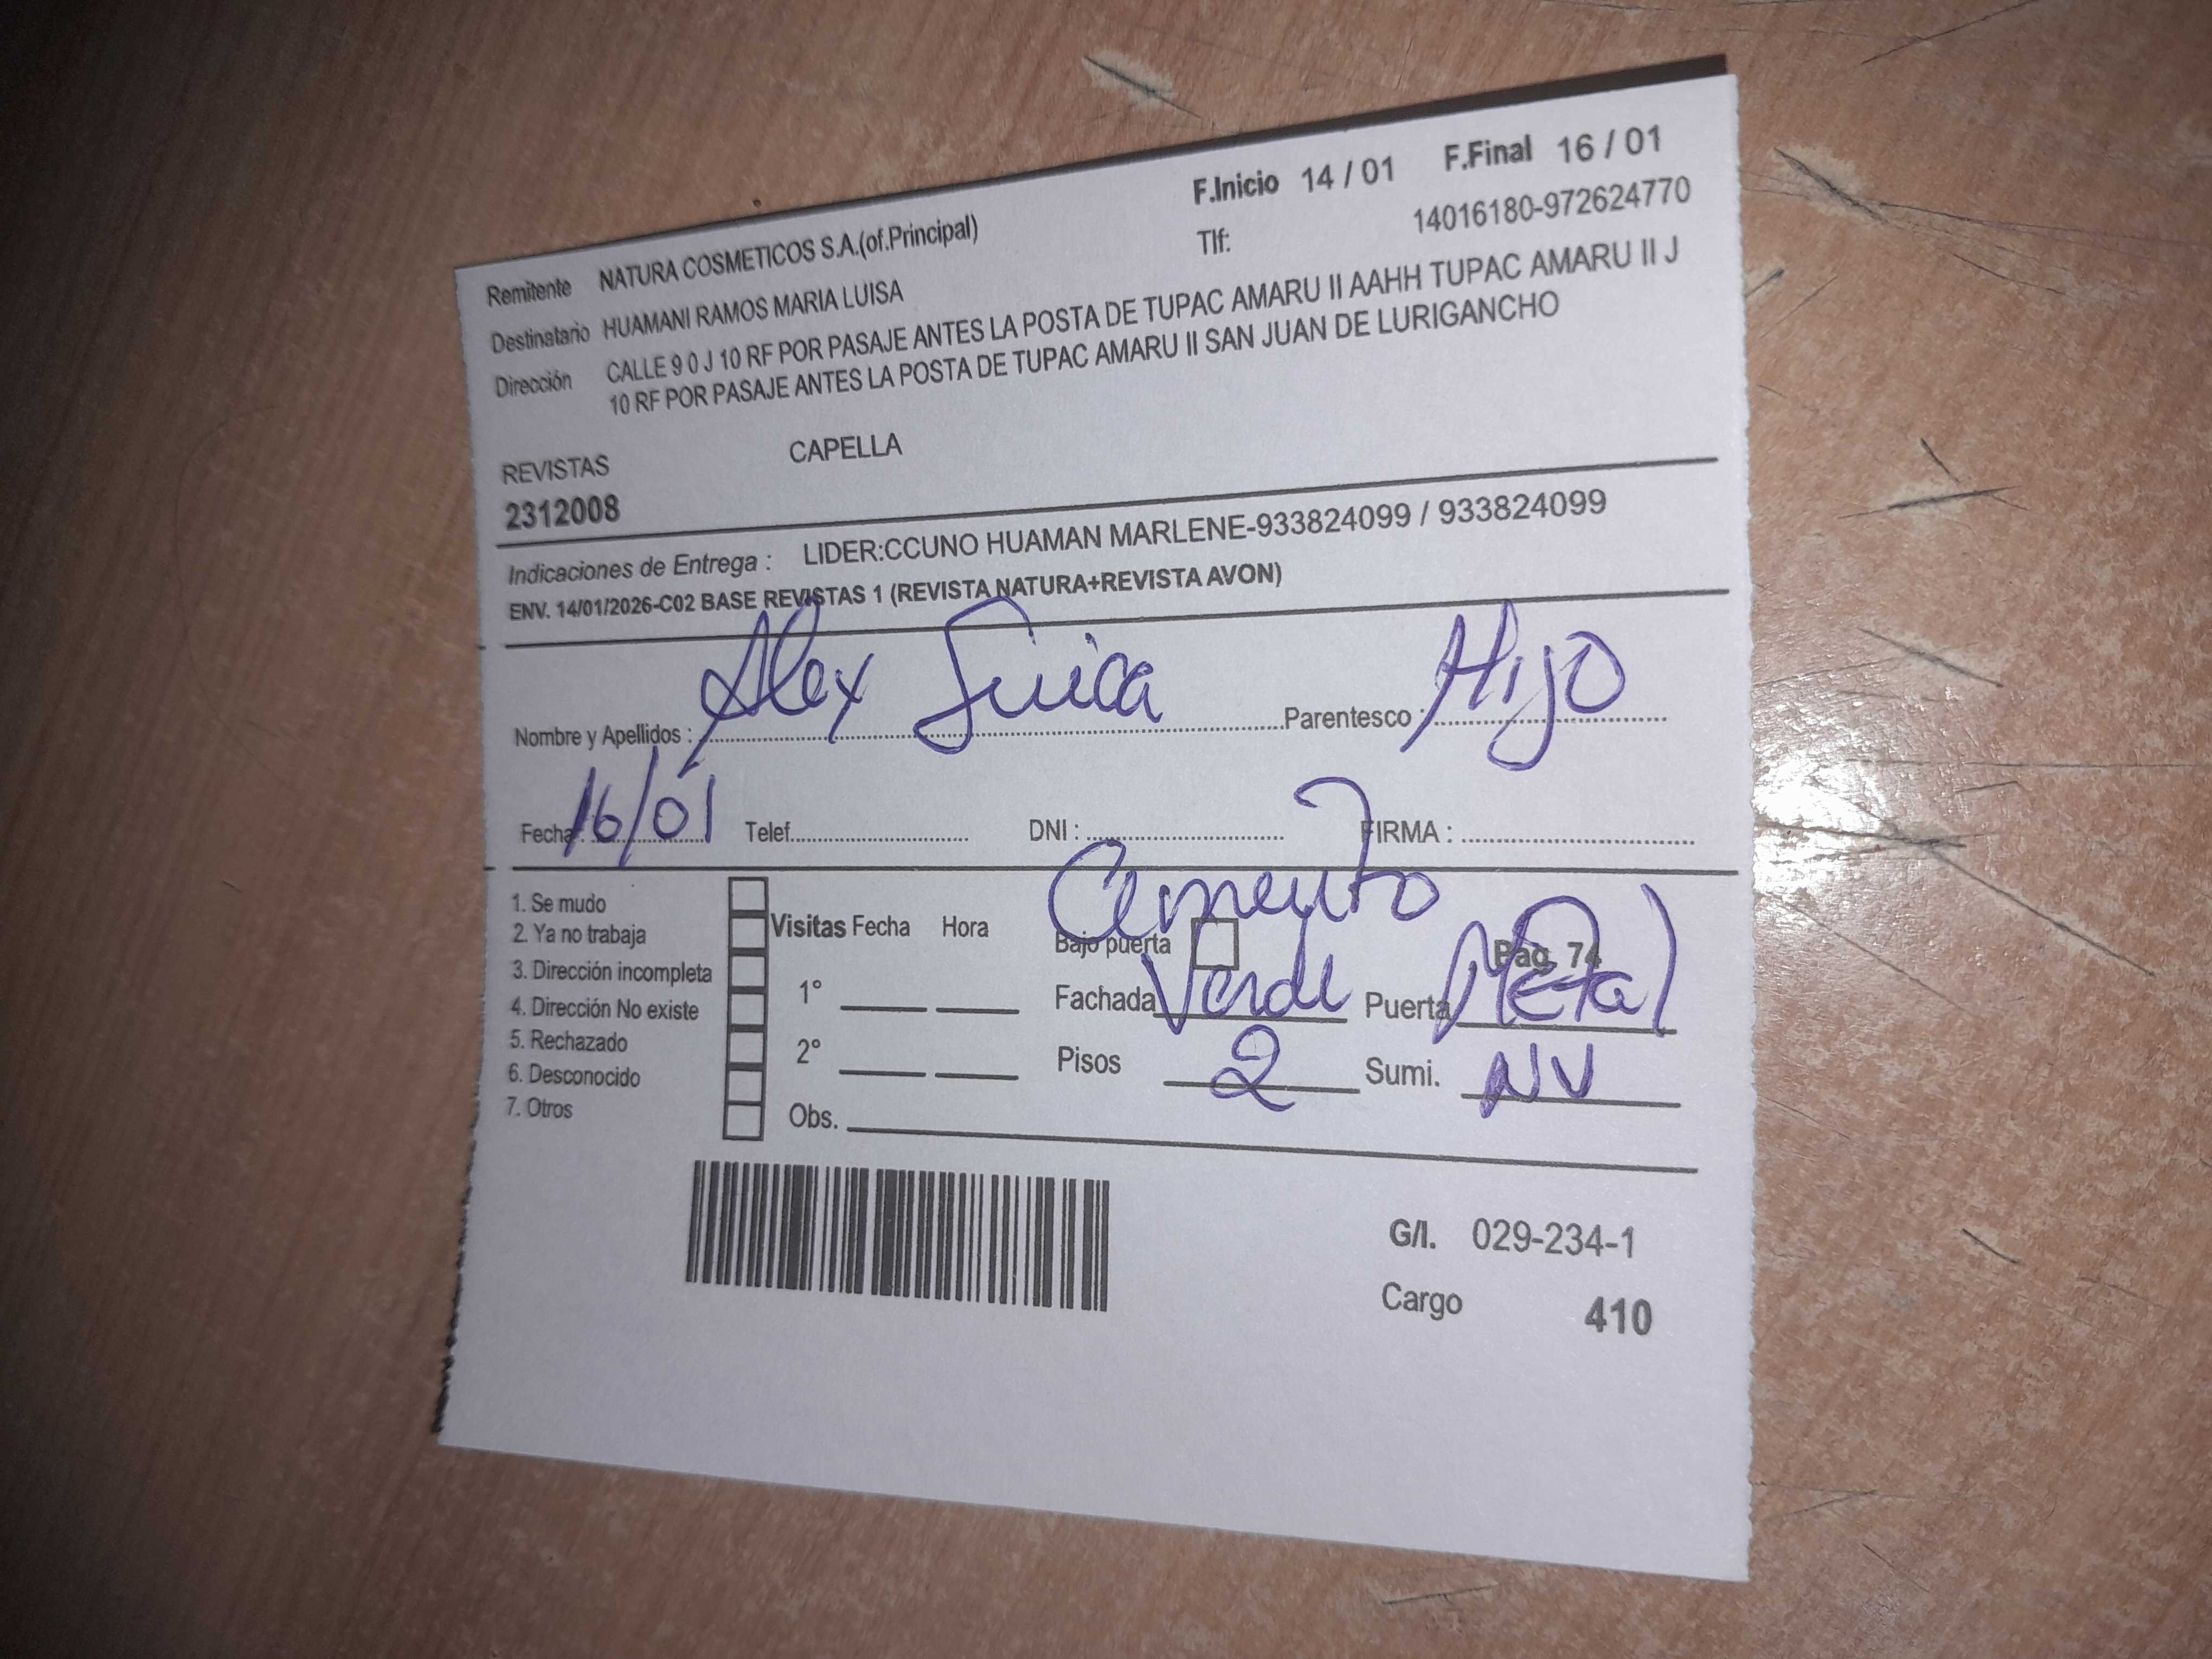 F.Inicio 14 / 01 F.Final 16 / 01
Remitente NATURA COSMETICOS S.A.(of.Principal) Tlf: 14016180-972624770
Destinatario HUAMANI RAMOS MARIA LUISA
Dirección CALLE 9 0 J 10 RF POR PASAJE ANTES LA POSTA DE TUPAC AMARU II AAHH TUPAC AMARU II J
10 RF POR PASAJE ANTES LA POSTA DE TUPAC AMARU II SAN JUAN DE LURIGANCHO
REVISTAS CAPELLA
2312008
Indicaciones de Entrega : LIDER:CCUNO HUAMAN MARLENE-933824099 / 933824099
ENV. 14/01/2026-C02 BASE REVISTAS 1 (REVISTA NATURA+REVISTA AVON)
Nombre y Apellidos : Alex Parentesco : Hijo
Fecha : 16/01 Telef. DNI : FIRMA :
Cemento
1. Se mudo
2. Ya no trabaja Visitas Fecha Hora Bajo puerta Pag. 74
3. Dirección incompleta
4. Dirección No existe 1° Fachada Verde Puerta Metal
5. Rechazado
6. Desconocido 2° Pisos 2 Sumi. NV
7. Otros Obs.
G/I. 029-234-1
Cargo 410